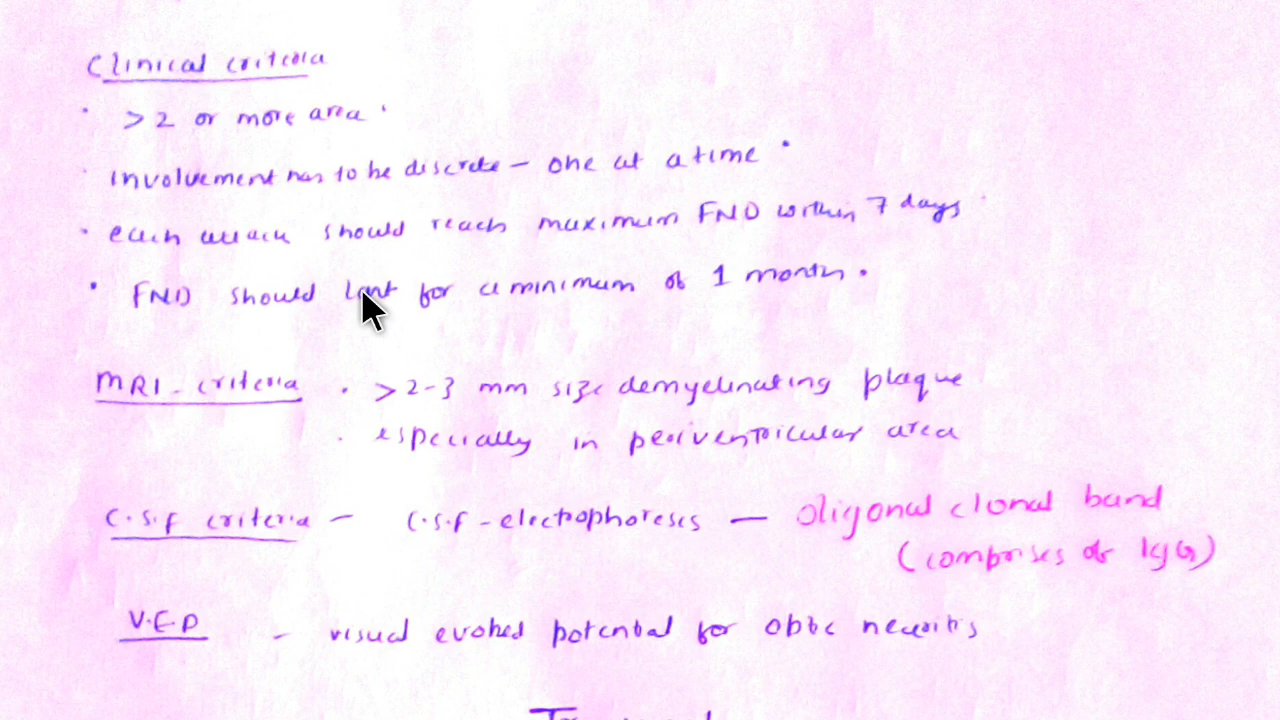 Clinical criteria
• > 2 or more area •
• involvement has to be discrete – one at a time •
• each attack should reach maximum FND within 7 days
• FND should last for a minimum of 1 month •
MRI - criteria • > 2-3 mm size demyelinating plaque
• especially in periventricular area
C.S.F criteria – C.S.F - electrophoresis — oligonal clonal band
(comprises of IgG)
V.E.P – visual evoked potential for optic neuritis